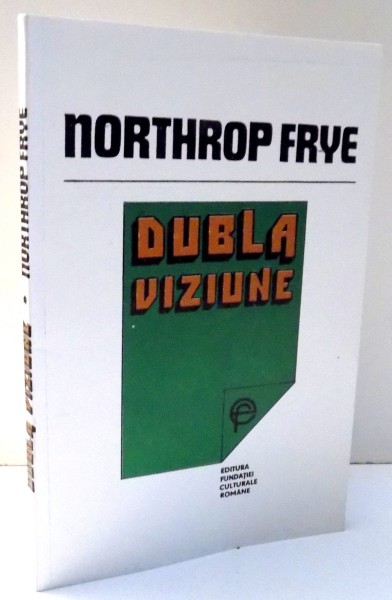 NORTHROP FRYE
DUBLA
VIZIUNE
EDITURA
FUNDAȚIEI
CULTURALE
ROMÂNE
DUBLA VIZIUNE • NORTHROP FRYE